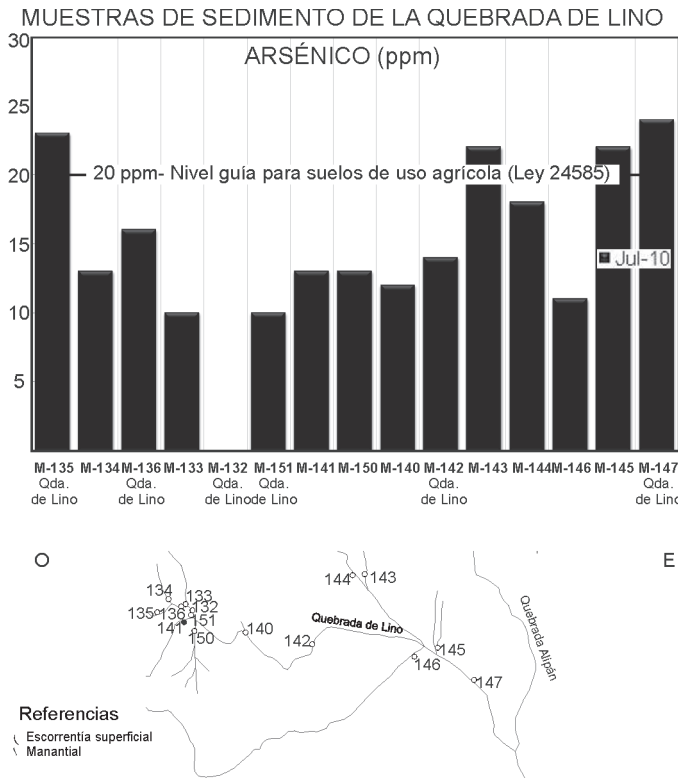 MUESTRAS DE SEDIMENTO DE LA QUEBRADA DE LINO
ARSÉNICO (ppm)
30
25
20
15
10
5
20 ppm- Nivel guía para suelos de uso agrícola (Ley 24585)
Jul-10
M-135 M-134 M-136 M-133 M-132 M-151 M-141 M-150 M-140 M-142 M-143 M-144 M-146 M-145 M-147
Qda. Qda. Qda. Qda. Qda. Qda.
de Lino de Lino de Lino de Lino de Lino de Lino
O
E
144
143
134
133
132
135
136
151
141
150
140
142
Quebrada de Lino
145
146
147
Quebrada Alipán
Referencias
Escorrentía superficial
Manantial